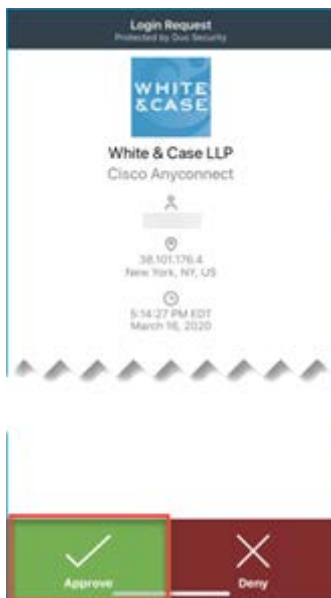 Login Request
Protected by Duo Security
WHITE
& CASE
White & Case LLP
Cisco Anyconnect
38.101.176.4
New York, NY, US
5:14:27 PM EDT
March 16, 2020
Approve
Deny